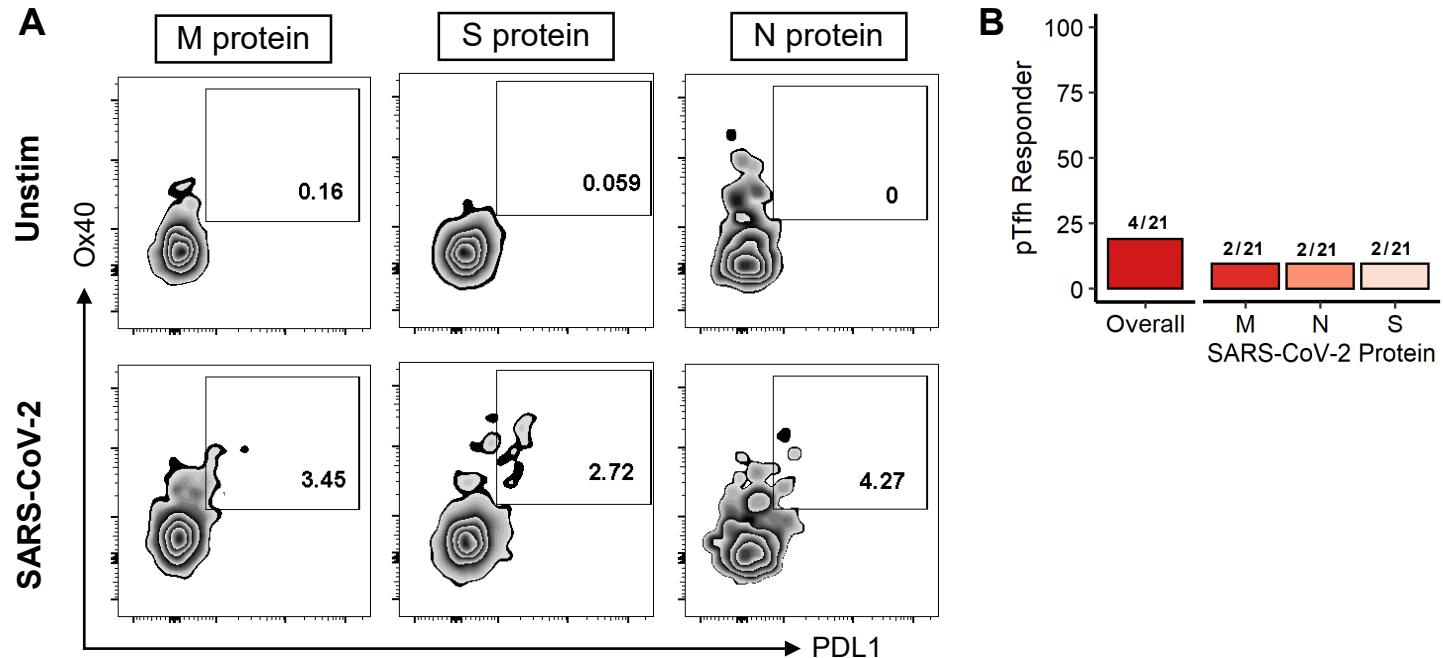 A
M protein
S protein
N protein
Unstim
0.16
0.059
0
Ox40
SARS-CoV-2
3.45
2.72
4.27
PDL1
B
pTfh Responder
100
75
50
25
0
4/21
2/21
2/21
2/21
Overall
M
N
S
SARS-CoV-2 Protein